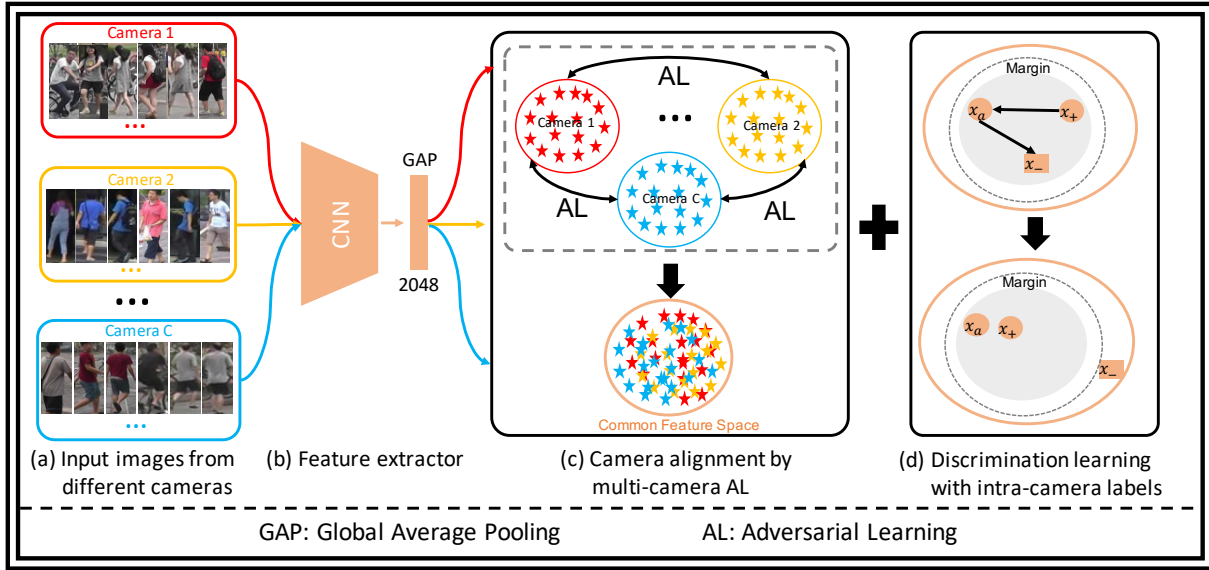 Camera 1
...
Camera 2
...
...
Camera C
...
(a) Input images from
different cameras
CNN
GAP
2048
(b) Feature extractor
AL
Camera 1
...
Camera 2
Camera C
AL
AL
Common Feature Space
(c) Camera alignment by
multi-camera AL
Margin
x_a
x_+
x_−
Margin
x_a
x_+
x_−
(d) Discrimination learning
with intra-camera labels
GAP: Global Average Pooling
AL: Adversarial Learning